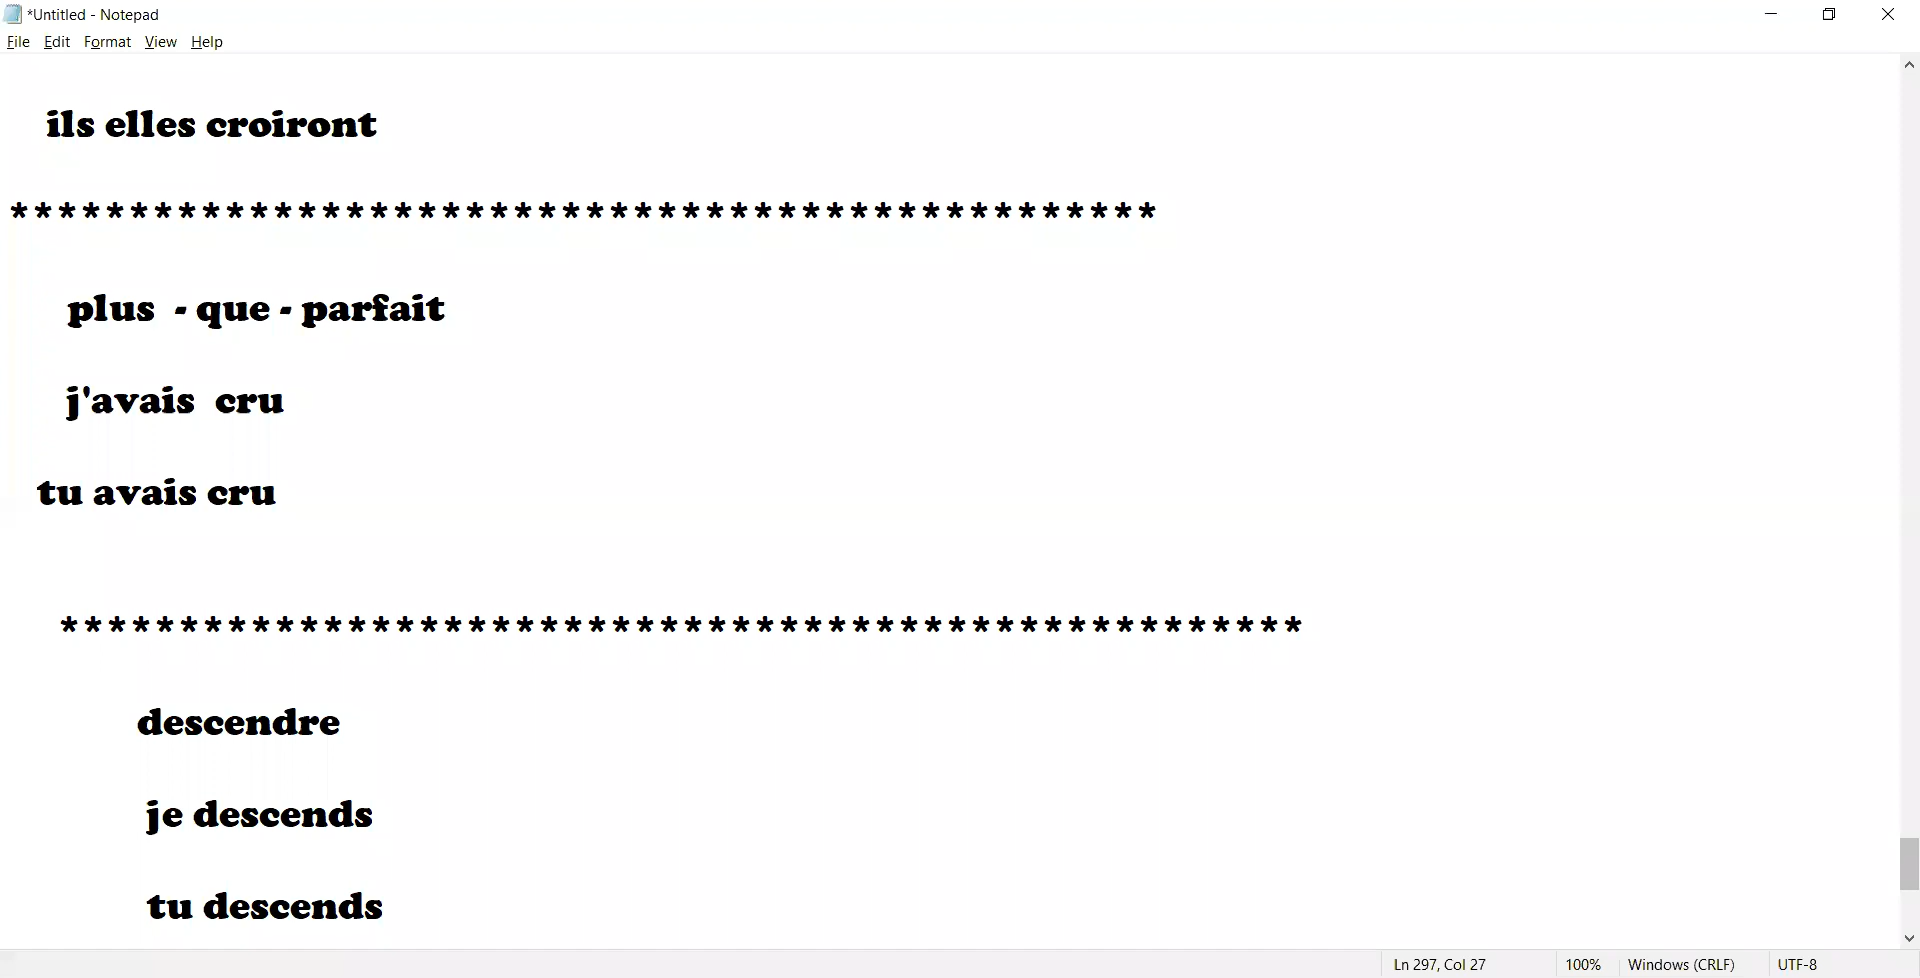 *Untitled - Notepad
File Edit Format View Help
ils elles croiront
************************************************
plus  - que - parfait
j'avais  cru
tu avais cru
****************************************************
descendre
je descends
tu descends
Ln 297, Col 27 100% Windows (CRLF) UTF-8